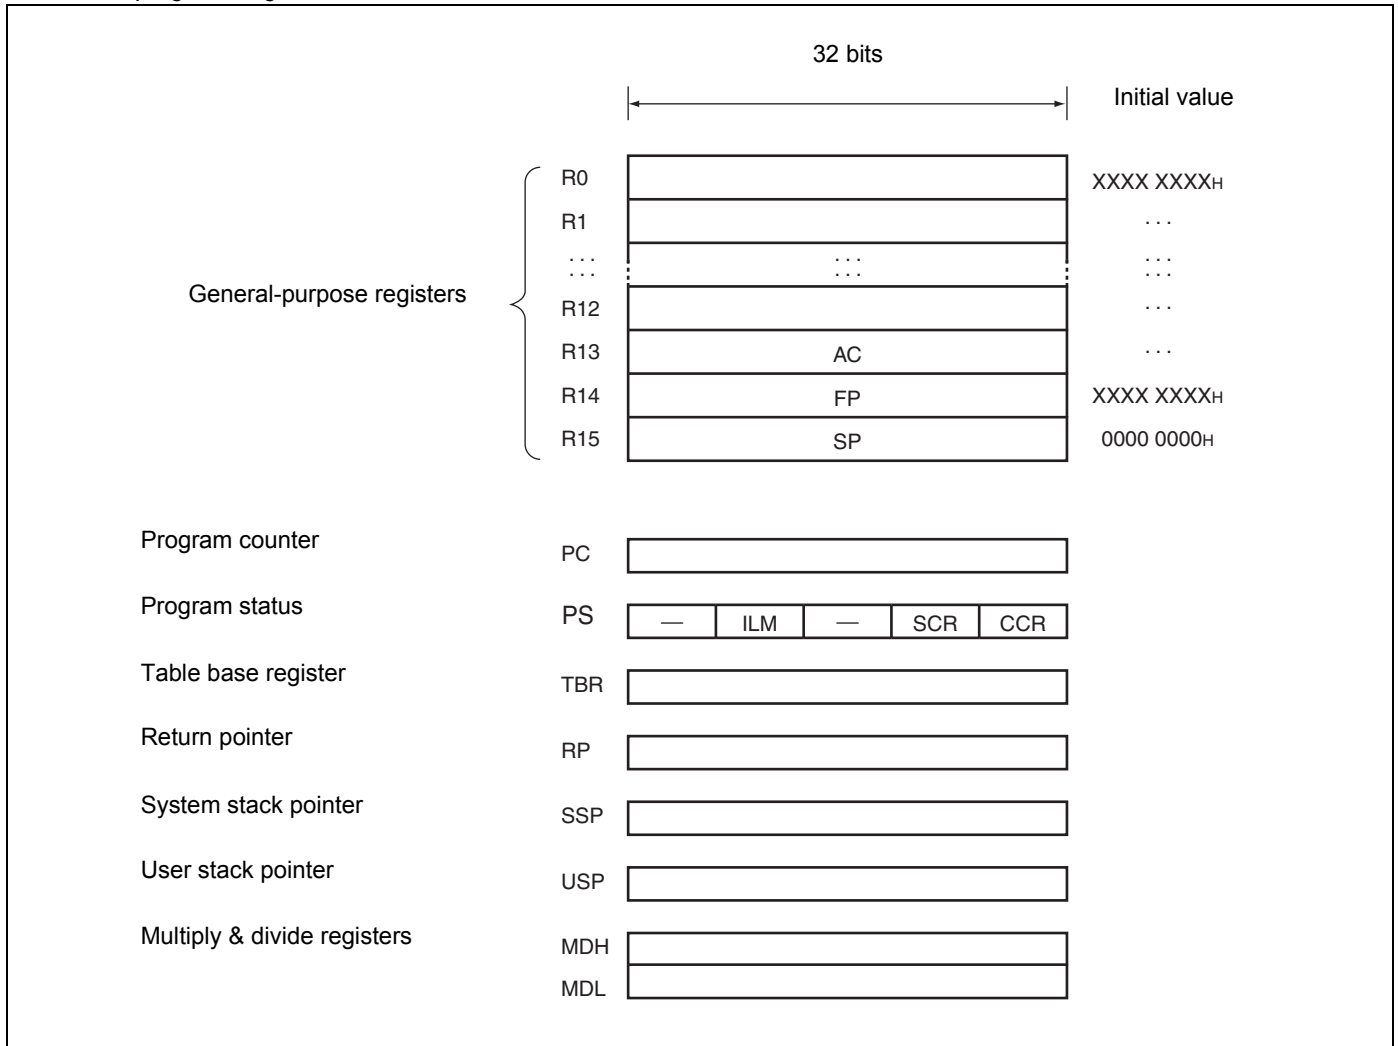 32 bits
Initial value
R0 XXXX XXXXH
R1 ...
... ... ...
... ... ...
General-purpose registers
R12 ...
R13 AC ...
R14 FP XXXX XXXXH
R15 SP 0000 0000H
Program counter PC
Program status PS — ILM — SCR CCR
Table base register TBR
Return pointer RP
System stack pointer SSP
User stack pointer USP
Multiply & divide registers MDH
MDL